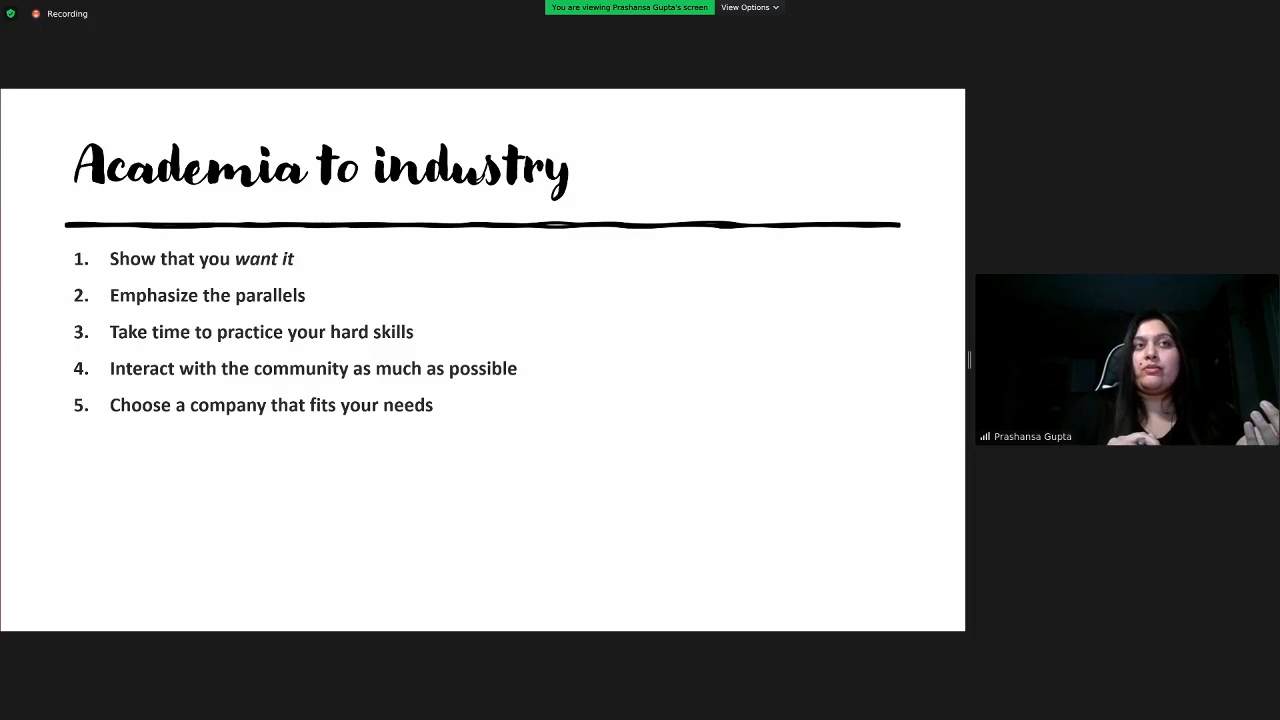 Recording
You are viewing Prashansa Gupta's screen
View Options
Academia to industry
1. Show that you want it
2. Emphasize the parallels
3. Take time to practice your hard skills
4. Interact with the community as much as possible
5. Choose a company that fits your needs
Prashansa Gupta